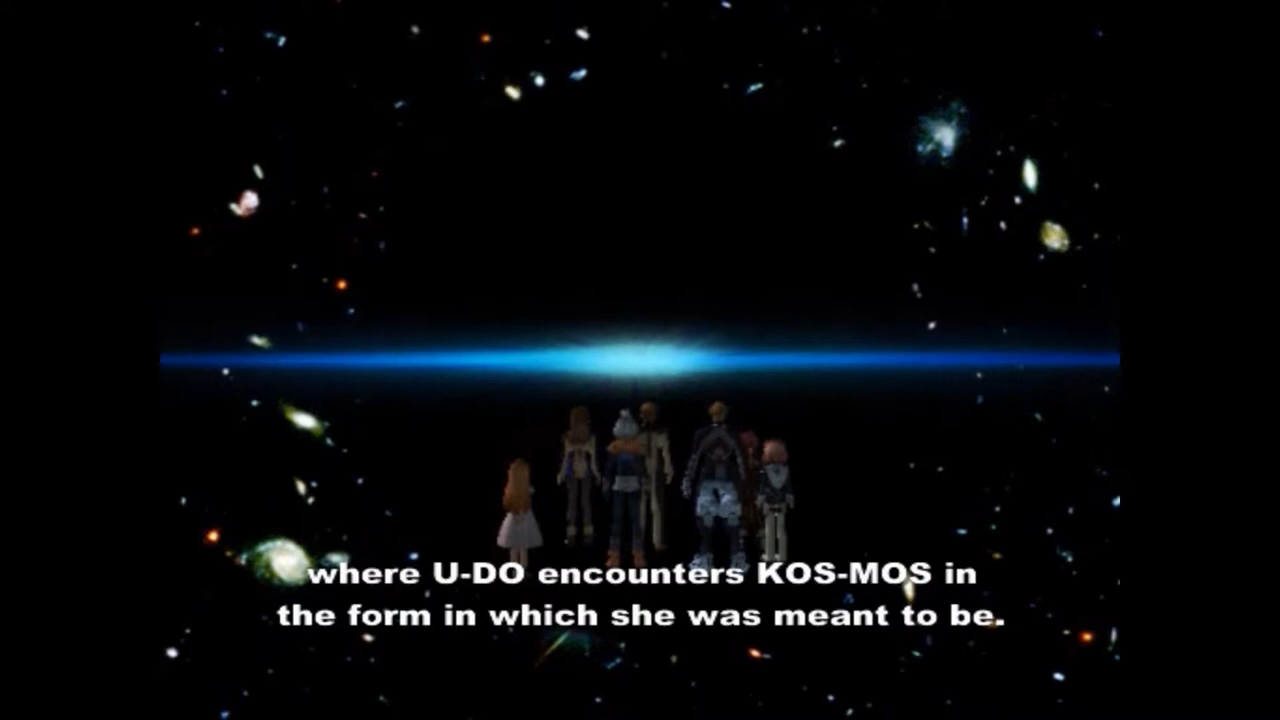 where U-DO encounters KOS-MOS in
the form in which she was meant to be.